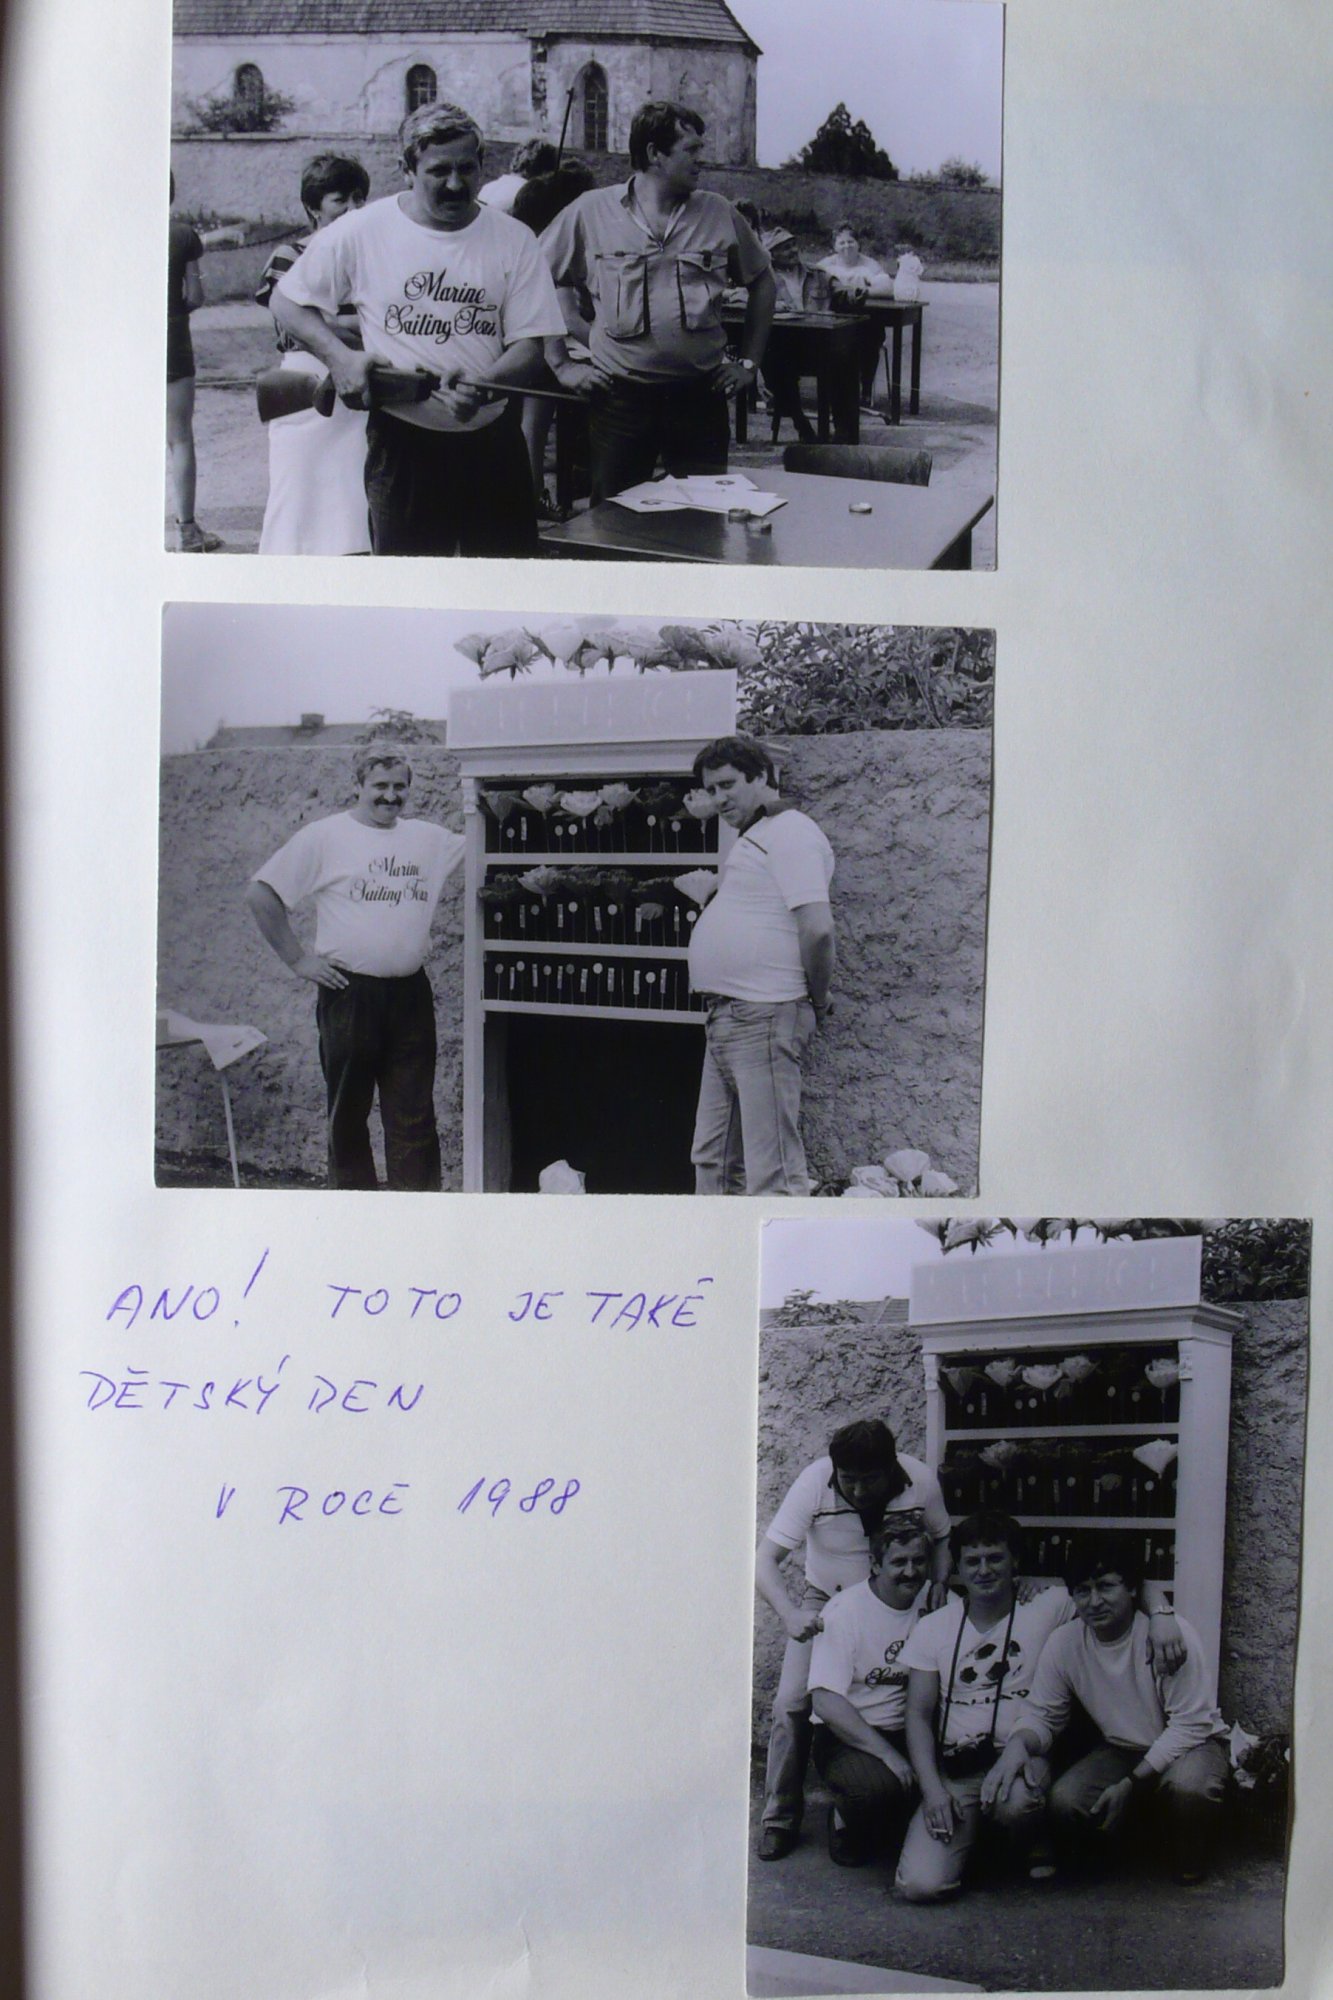 Marine
Sailing Team
Marine
Sailing Team
ANO! TOTO JE TAKÉ
DĚTSKÝ DEN
V ROCE 1988